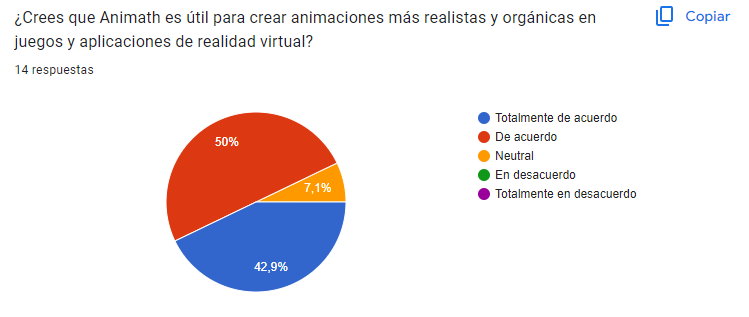 ¿Crees que Animath es útil para crear animaciones más realistas y orgánicas en
juegos y aplicaciones de realidad virtual?
Copiar
14 respuestas
50%
7,1%
42,9%
Totalmente de acuerdo
De acuerdo
Neutral
En desacuerdo
Totalmente en desacuerdo